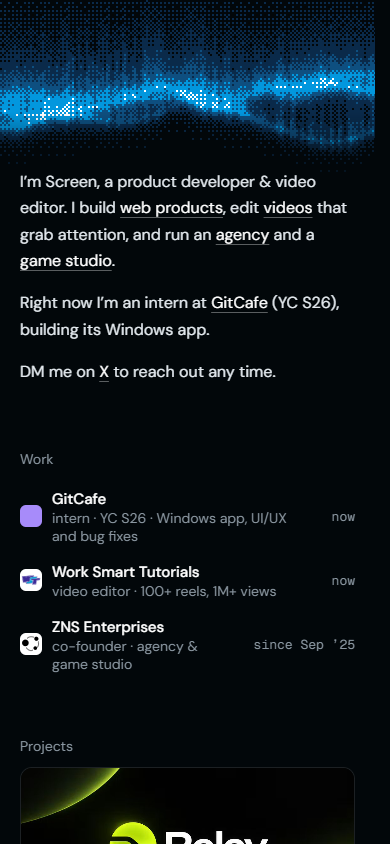 I'm Screen, a product developer & video
editor. I build web products, edit videos that
grab attention, and run an agency and a
game studio.
Right now I'm an intern at GitCafe (YC S26),
building its Windows app.
DM me on X to reach out any time.
Work
GitCafe
intern · YC S26 · Windows app, UI/UX
and bug fixes
now
Work Smart Tutorials
video editor · 100+ reels, 1M+ views
now
ZNS Enterprises
co-founder · agency &
game studio
since Sep '25
Projects